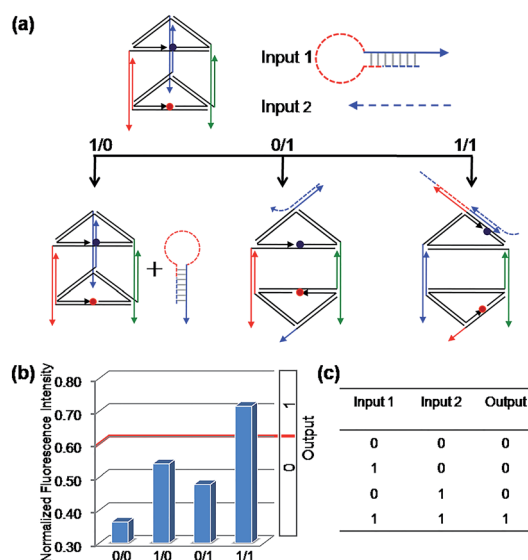 (a)
Input 1
Input 2
1/0 0/1 1/1
+
(b)
Normalized Fluorescence Intensity
0.80
0.70
0.60
0.50
0.40
0.30
0/0 1/0 0/1 1/1
1
0
Output
(c)
Input 1 Input 2 Output
0 0 0
1 0 0
0 1 0
1 1 1